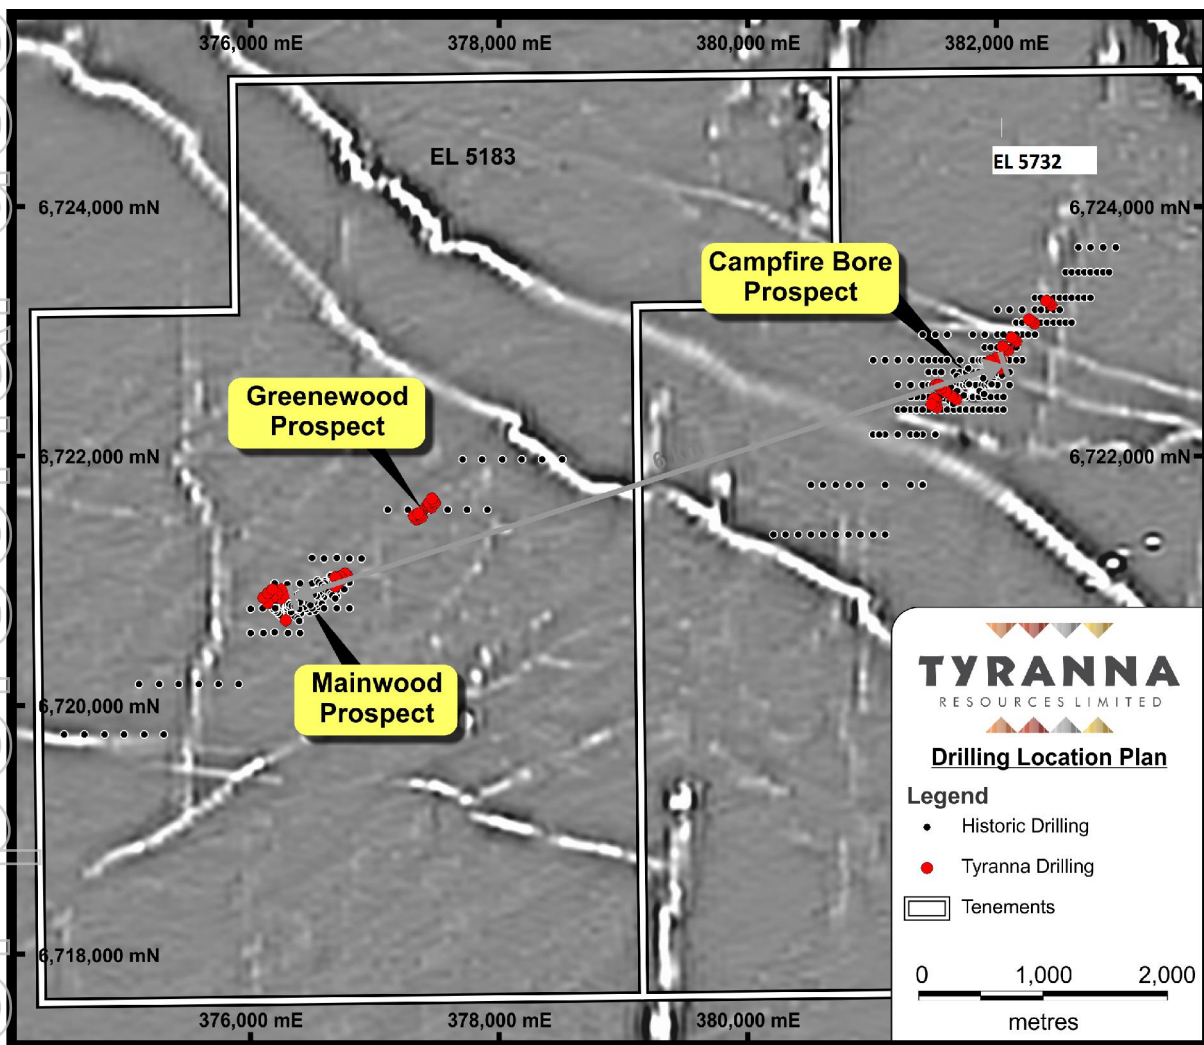 376,000 mE
378,000 mE
380,000 mE
382,000 mE
EL 5183
EL 5732
6,724,000 mN
6,724,000 mN
Campfire Bore
Prospect
Greenewood
Prospect
6,722,000 mN
6 km
6,722,000 mN
Mainwood
Prospect
6,720,000 mN
6,718,000 mN
376,000 mE
378,000 mE
380,000 mE
TYRANNA
RESOURCES LIMITED
Drilling Location Plan
Legend
Historic Drilling
Tyranna Drilling
Tenements
0
1,000
2,000
metres